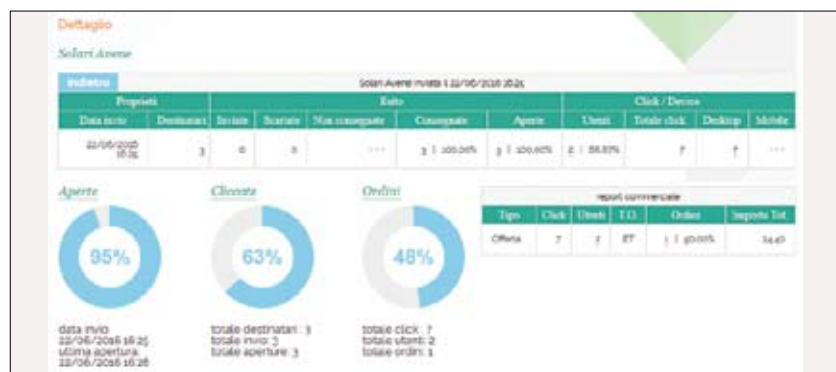 Dettaglio
Solari Avene
indietro
Solari Avene inviata il 22/06/2016 16:25
Proprietà Esito Click / Device
Data invio Destinatari Inviate Scartate Non consegnate Consegnate Aperte Utenti Totale click Desktop Mobile
22/06/2016 16:25 3 0 0 --- 3 | 100,00% 3 | 100,00% 2 | 66,67% 7 7 ---
Aperte Cliccate Ordini
report commerciale
Tipo Click Utenti T.O. Ordini Importo Tot.
Offerta 7 2 ET 1 | 50,00%
95% 63% 48%
data invio
22/06/2016 16:25
ultima apertura:
22/06/2016 16:26
totale destinatari : 3
totale invio: 3
totale aperture: 3
totale click : 7
totale utenti: 2
totale ordini: 1